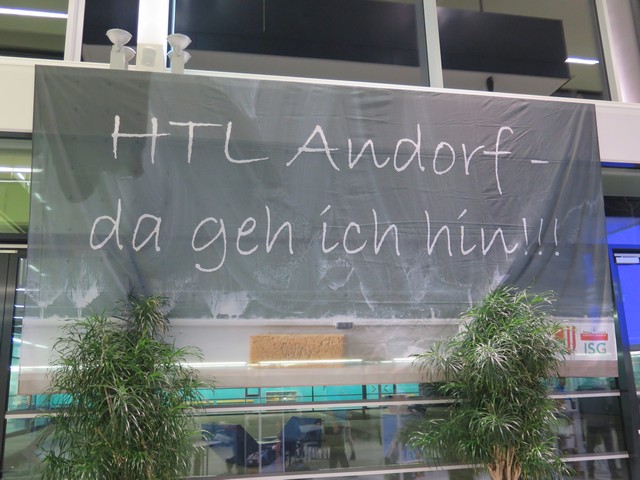 HTL Andorf -
da geh ich hin!!!
ISG